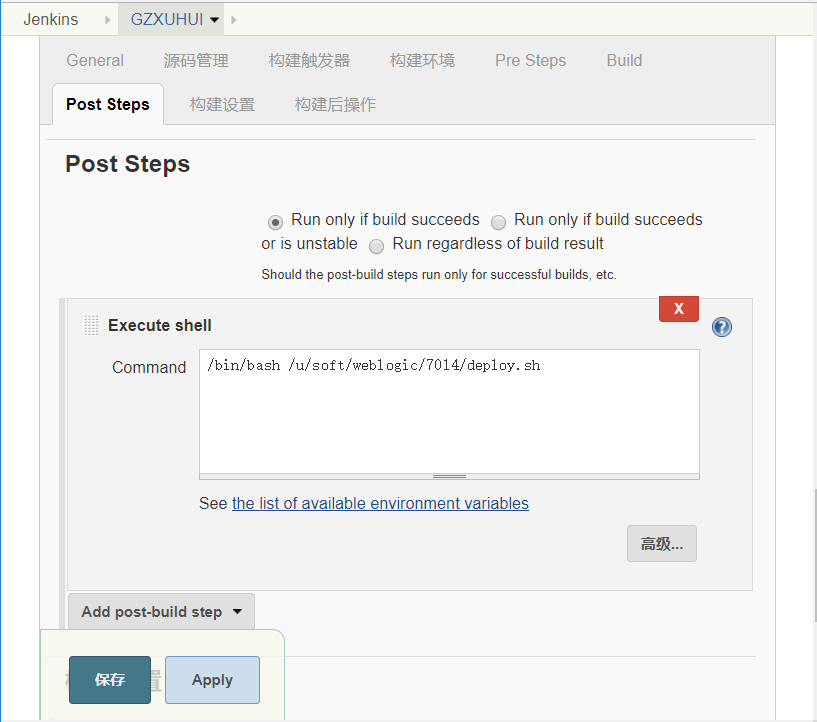 Jenkins GZXUHUI
General 源码管理 构建触发器 构建环境 Pre Steps Build
Post Steps 构建设置 构建后操作
Post Steps
Run only if build succeeds Run only if build succeeds
or is unstable Run regardless of build result
Should the post-build steps run only for successful builds, etc.
X
Execute shell
?
Command /bin/bash /u/soft/weblogic/7014/deploy.sh
See the list of available environment variables
高级...
Add post-build step
保存 Apply